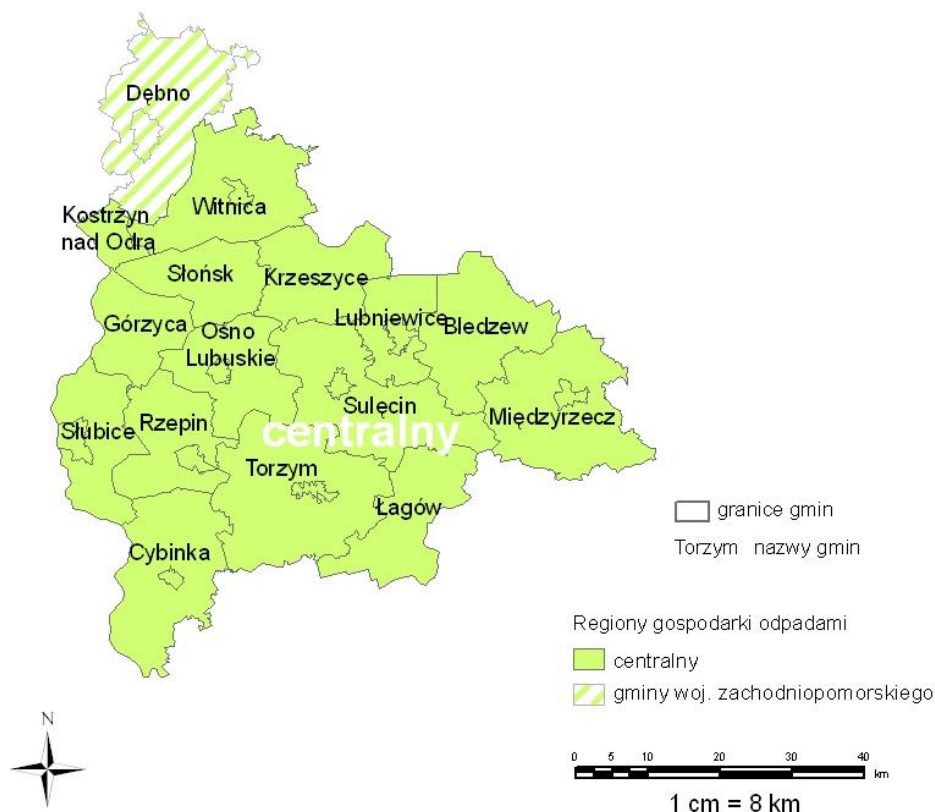 Dębno
Witnica
Kostrzyn
nad Odra
Słońsk
Krzeszyce
Górzyca
Ośno
Lubuskie
Lubniewice
Bledzew
Słubice
Rzepin
Sulęcin
centralny
Międzyrzecz
Torzym
Łagów
Cybinka
granice gmin
Torzym nazwy gmin
Regiony gospodarki odpadami
centralny
gminy woj. zachodniopomorskiego
N
0 5 10 20 30 40
km
1 cm = 8 km